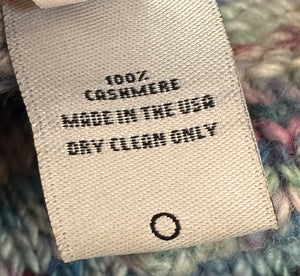 100%
CASHMERE
MADE IN THE USA
DRY CLEAN ONLY